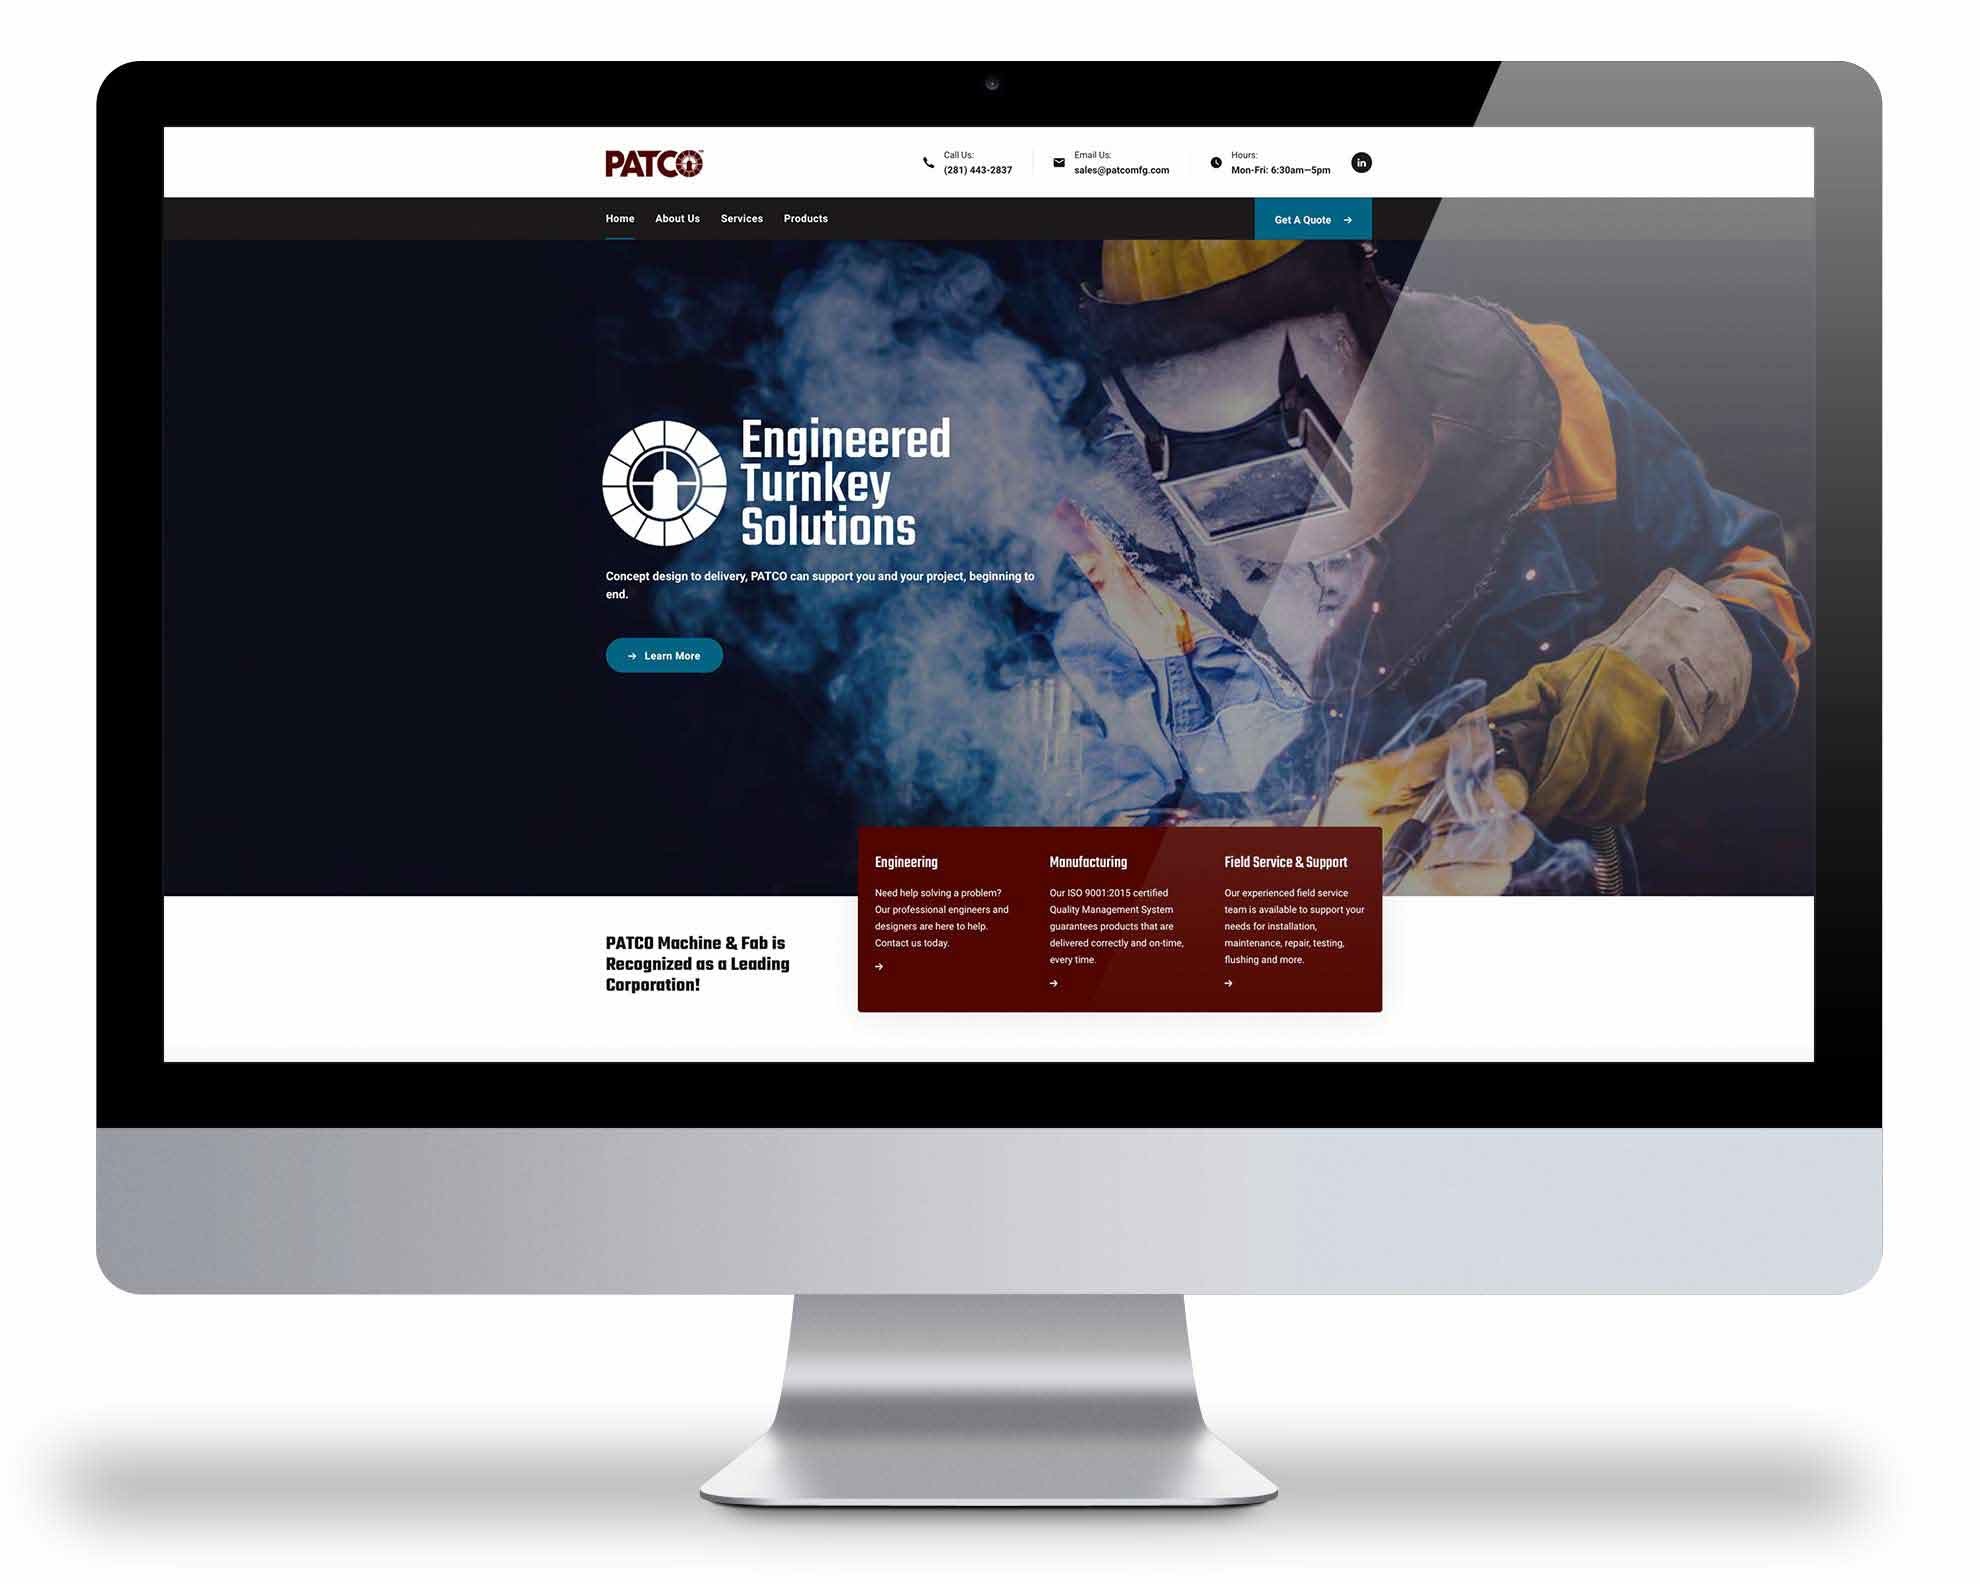 PATCO
Call Us:
(281) 443-2837
Email Us:
sales@patcomfg.com
Hours:
Mon-Fri: 6:30am—5pm
in
Home
About Us
Services
Products
Get A Quote
Engineered
Turnkey
Solutions
Concept design to delivery, PATCO can support you and your project, beginning to
end.
Learn More
Engineering
Need help solving a problem?
Our professional engineers and
designers are here to help.
Contact us today.
Manufacturing
Our ISO 9001:2015 certified
Quality Management System
guarantees products that are
delivered correctly and on-time,
every time.
Field Service & Support
Our experienced field service
team is available to support your
needs for installation,
maintenance, repair, testing,
flushing and more.
PATCO Machine & Fab is
Recognized as a Leading
Corporation!